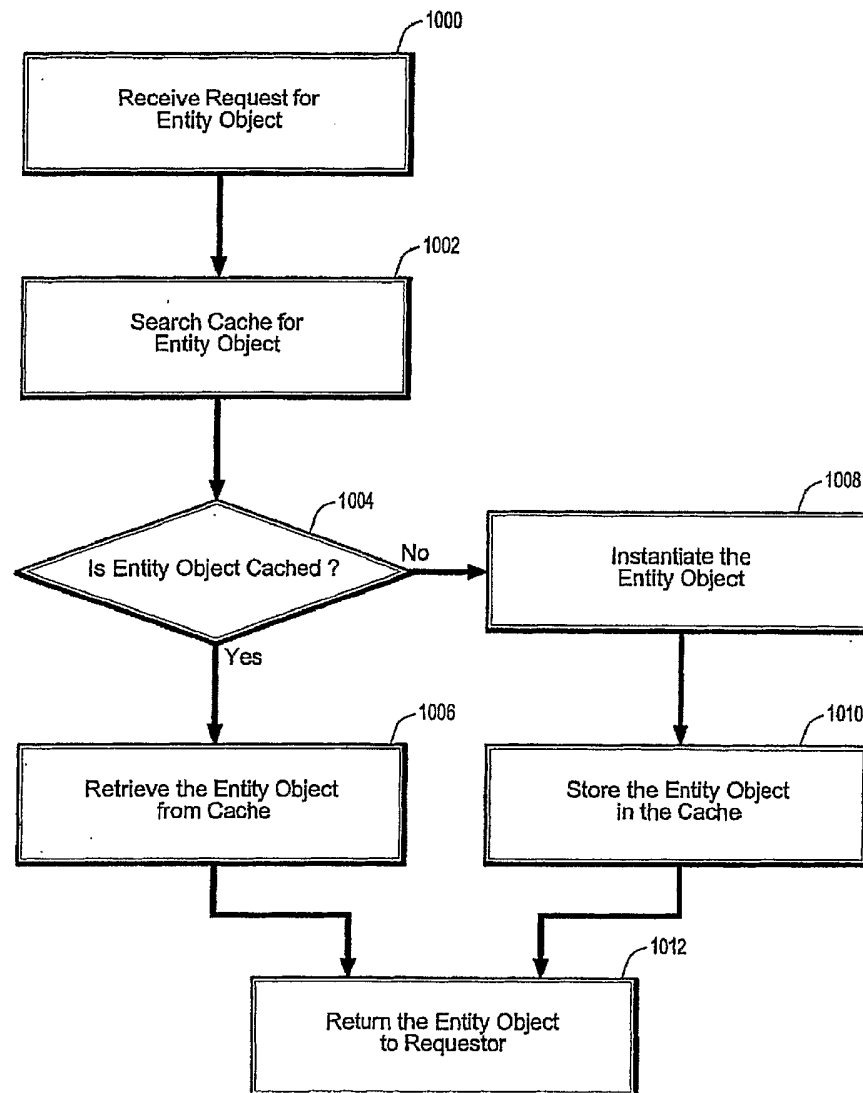 1000
Receive Request for
Entity Object
1002
Search Cache for
Entity Object
1004
Is Entity Object Cached ?
No
Yes
1008
Instantiate the
Entity Object
1006
Retrieve the Entity Object
from Cache
1010
Store the Entity Object
in the Cache
1012
Return the Entity Object
to Requestor